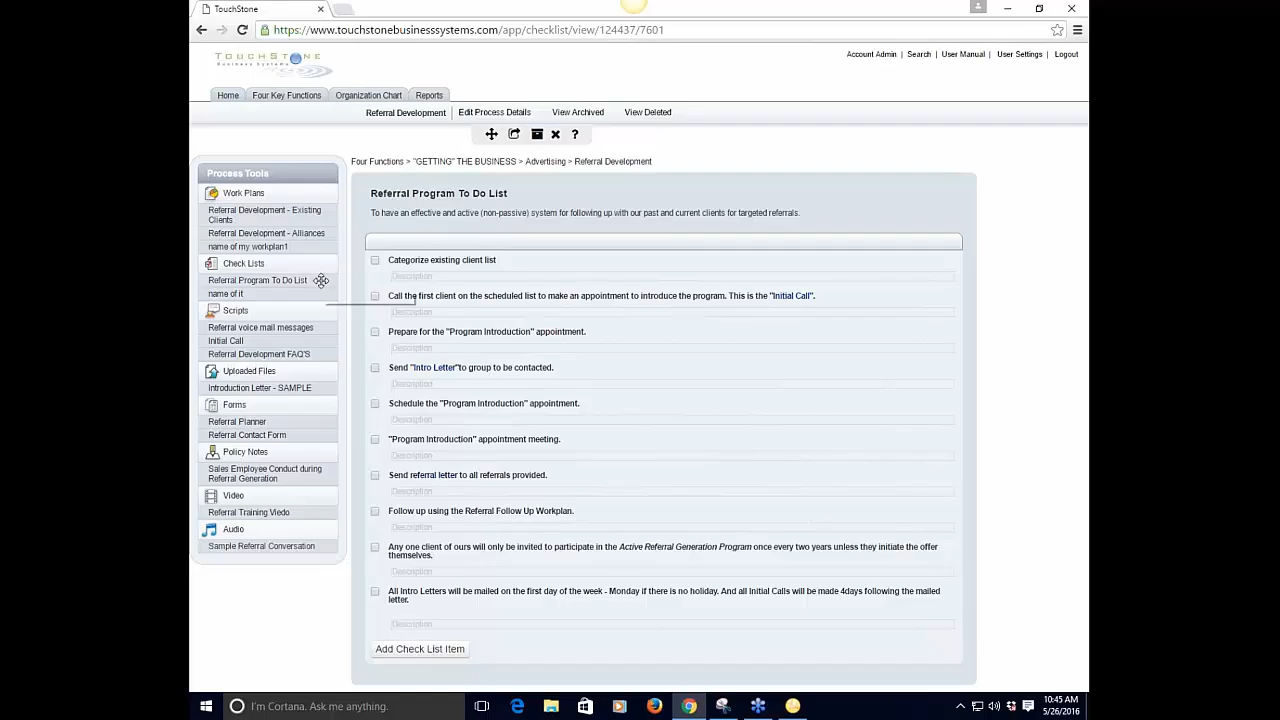 TouchStone
https://www.touchstonebusinesssystems.com/app/checklist/view/124437/7601
TOUCHSTONE
Business Systems
Account Admin | Search | User Manual | User Settings | Logout
Home Four Key Functions Organization Chart Reports
Referral Development Edit Process Details View Archived View Deleted
?
Four Functions > "GETTING" THE BUSINESS > Advertising > Referral Development
Process Tools
Work Plans
Referral Development - Existing
Clients
Referral Development - Alliances
name of my workplan1
Check Lists
Referral Program To Do List
name of it
Scripts
Referral voice mail messages
Initial Call
Referral Development FAQ'S
Uploaded Files
Introduction Letter - SAMPLE
Forms
Referral Planner
Referral Contact Form
Policy Notes
Sales Employee Conduct during
Referral Generation
Video
Referral Training Viedo
Audio
Sample Referral Conversation
Referral Program To Do List
To have an effective and active (non-passive) system for following up with our past and current clients for targeted referrals.
Categorize existing client list
Description
Call the first client on the scheduled list to make an appointment to introduce the program. This is the "Initial Call".
Description
Prepare for the "Program Introduction" appointment.
Description
Send "Intro Letter"to group to be contacted.
Description
Schedule the "Program Introduction" appointment.
Description
"Program Introduction" appointment meeting.
Description
Send referral letter to all referrals provided.
Description
Follow up using the Referral Follow Up Workplan.
Description
Any one client of ours will only be invited to participate in the Active Referral Generation Program once every two years unless they initiate the offer
themselves.
Description
All Intro Letters will be mailed on the first day of the week - Monday if there is no holiday. And all Initial Calls will be made 4days following the mailed
letter.
Description
Add Check List Item
I'm Cortana. Ask me anything.
10:45 AM
5/26/2016